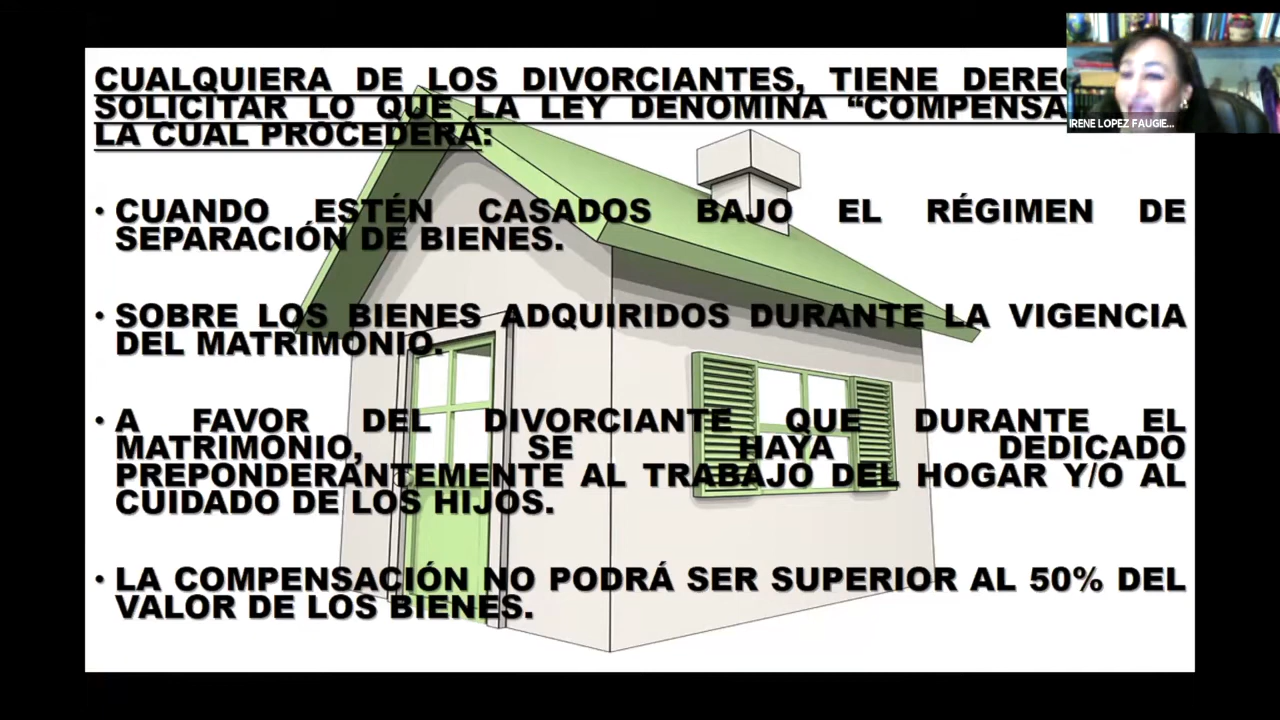 CUALQUIERA DE LOS DIVORCIANTES, TIENE
SOLICITAR LO QUE LA LEY DENOMINA
LA CUAL PROCEDERÁ:
• CUANDO ESTÉN CASADOS BAJO EL RÉGIMEN DE
SEPARACIÓN DE BIENES.
• SOBRE LOS BIENES ADQUIRIDOS DURANTE LA VIGENCIA
DEL MATRIMONIO.
• A FAVOR DEL DIVORCIANTE QUE DURANTE EL
MATRIMONIO, SE HAYA DEDICADO
PREPONDERANTEMENTE AL TRABAJO DEL HOGAR Y/O AL
CUIDADO DE LOS HIJOS.
• LA COMPENSACIÓN NO PODRÁ SER SUPERIOR AL 50% DEL
VALOR DE LOS BIENES.
IRENE LOPEZ FAUGIE...